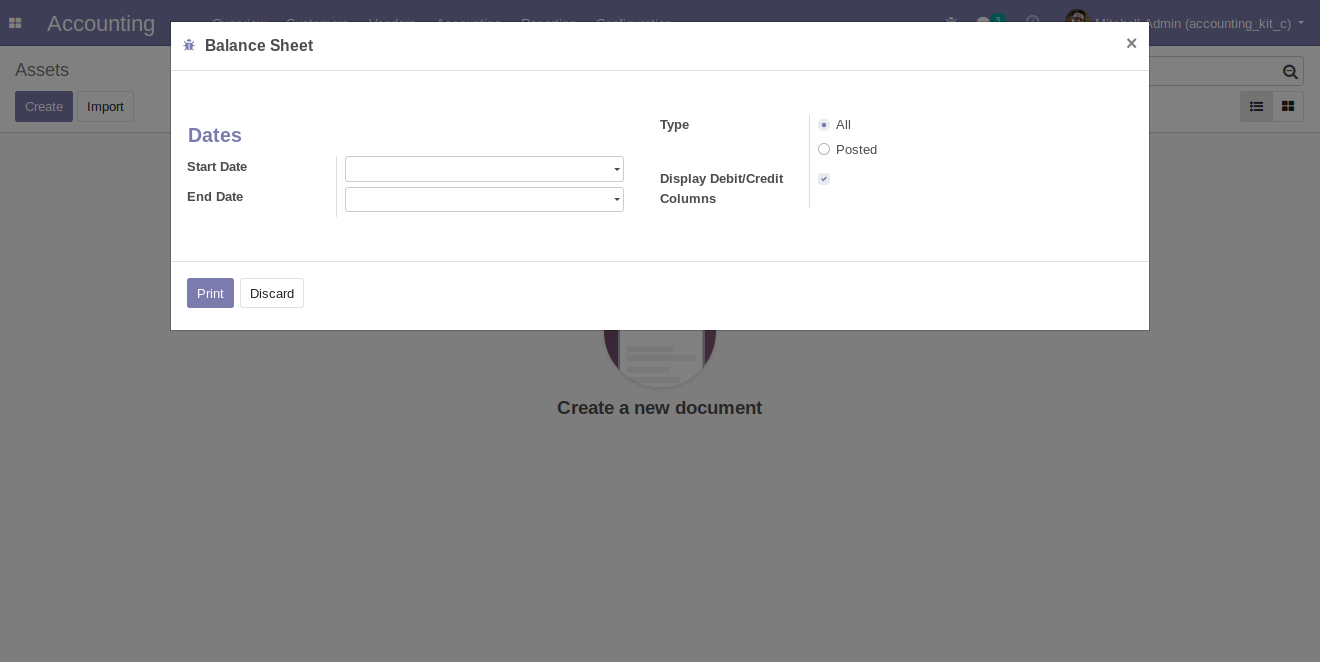 Accounting Overview Customers Vendors Accounting Reporting Configuration 3 Mitchell Admin (accounting_kit_c)
Balance Sheet ×
Assets
Create Import
Dates
Start Date
End Date
Type All
Posted
Display Debit/Credit
Columns
Print Discard
Create a new document